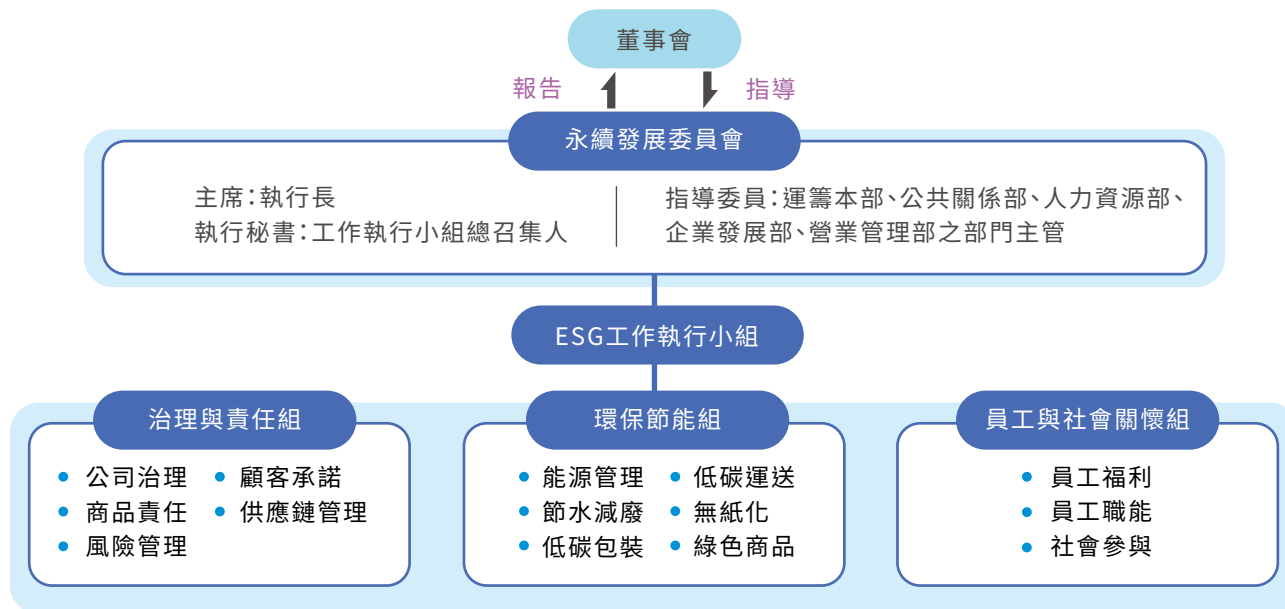 董事會
報告
指導
永續發展委員會
主席：執行長
執行秘書：工作執行小組總召集人
指導委員：運籌本部、公共關係部、人力資源部、
企業發展部、營業管理部之部門主管
ESG工作執行小組
治理與責任組
• 公司治理 • 顧客承諾
• 商品責任 • 供應鏈管理
• 風險管理
環保節能組
• 能源管理 • 低碳運送
• 節水減廢 • 無紙化
• 低碳包裝 • 綠色商品
員工與社會關懷組
• 員工福利
• 員工職能
• 社會參與